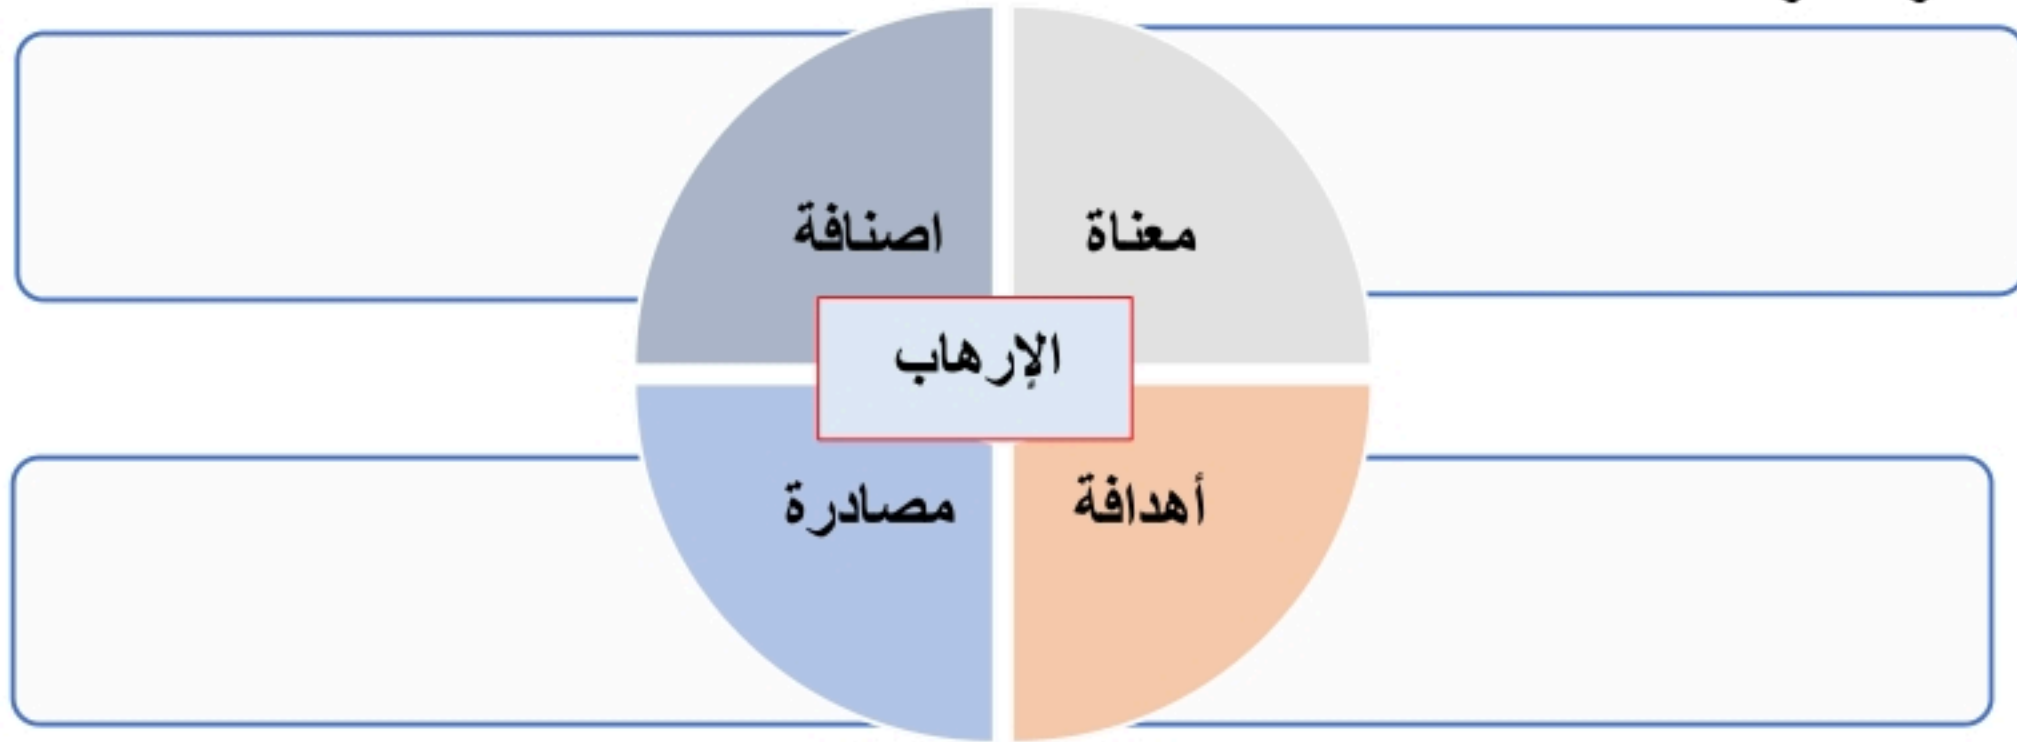 معناة
اصنافة
الإرهاب
أهدافة
مصادرة